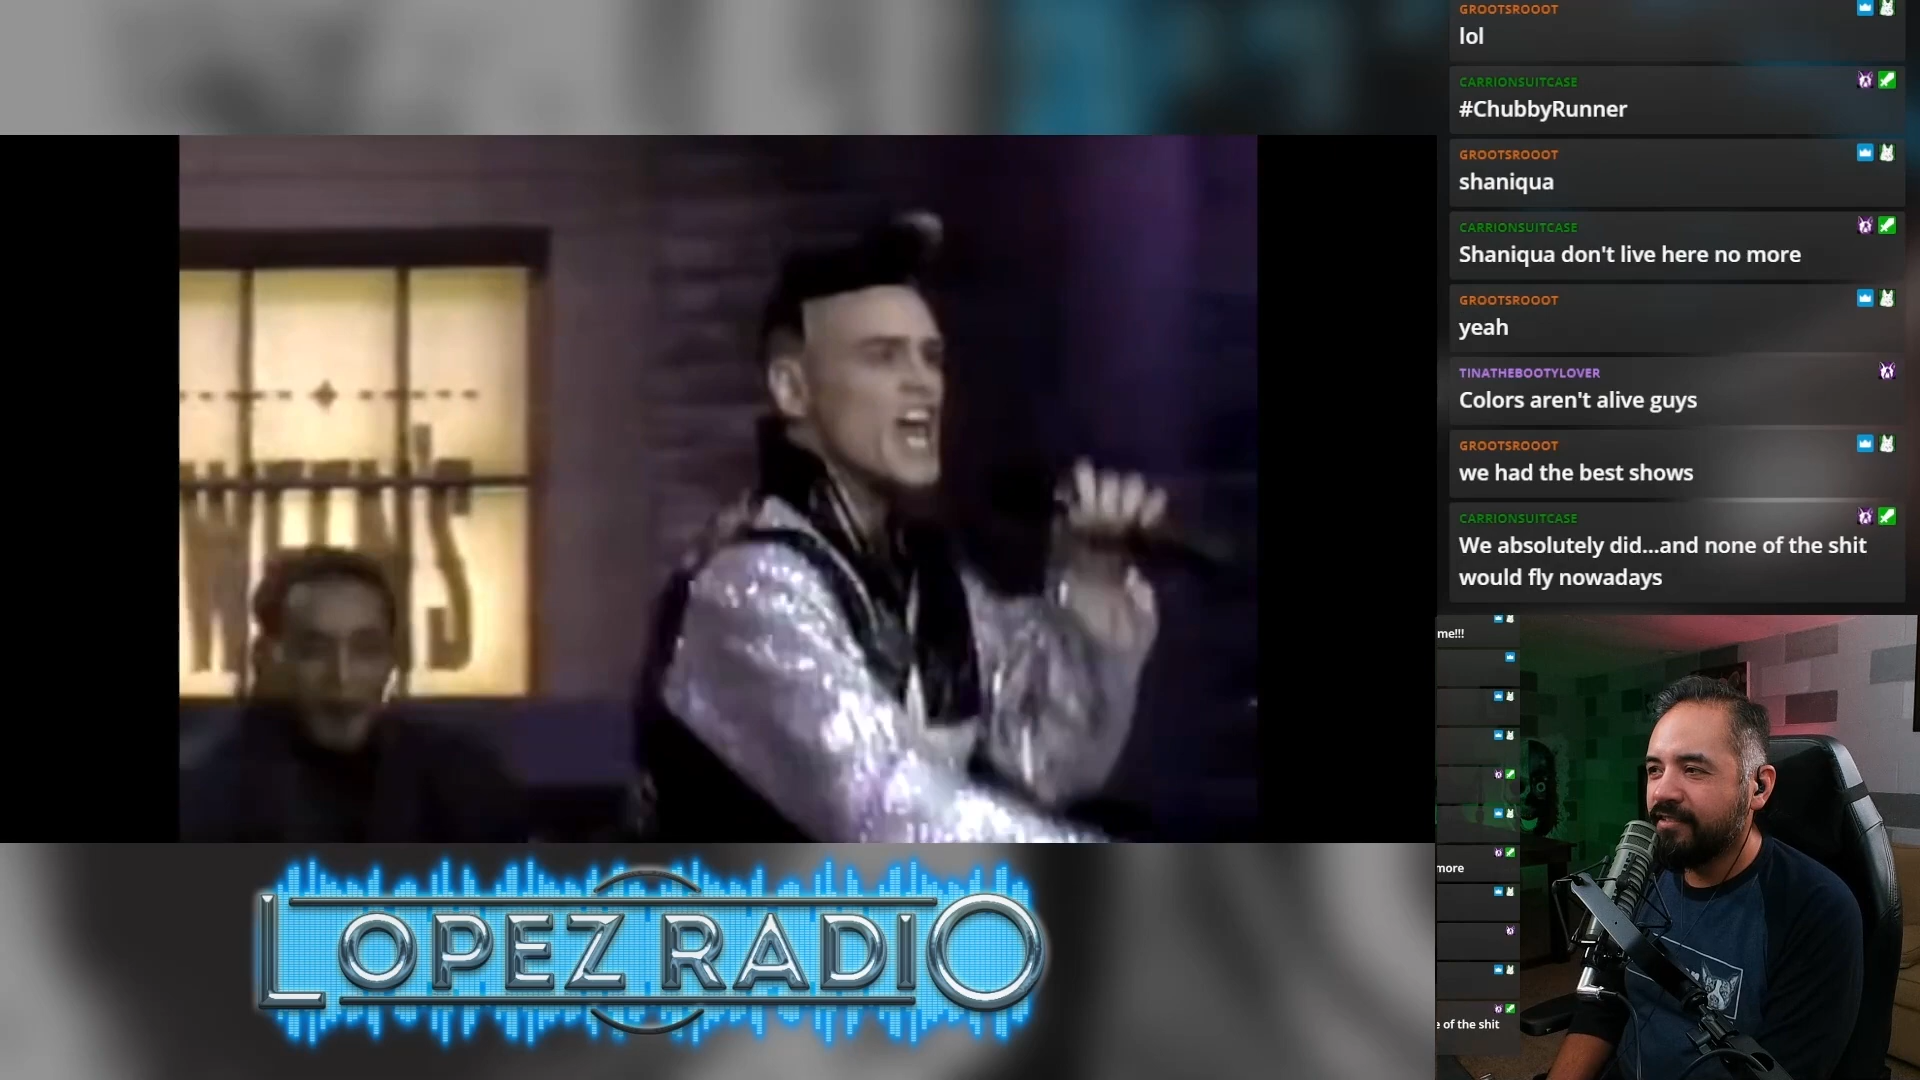 GROOTSROOOT
lol
CARRIONSUITCASE
#ChubbyRunner
GROOTSROOOT
shaniqua
CARRIONSUITCASE
Shaniqua don't live here no more
GROOTSROOOT
yeah
TINATHEBOOTYLOVER
Colors aren't alive guys
GROOTSROOOT
we had the best shows
CARRIONSUITCASE
We absolutely did...and none of the shit
would fly nowadays
me!!!
more
e of the shit
LOPEZ RADIO